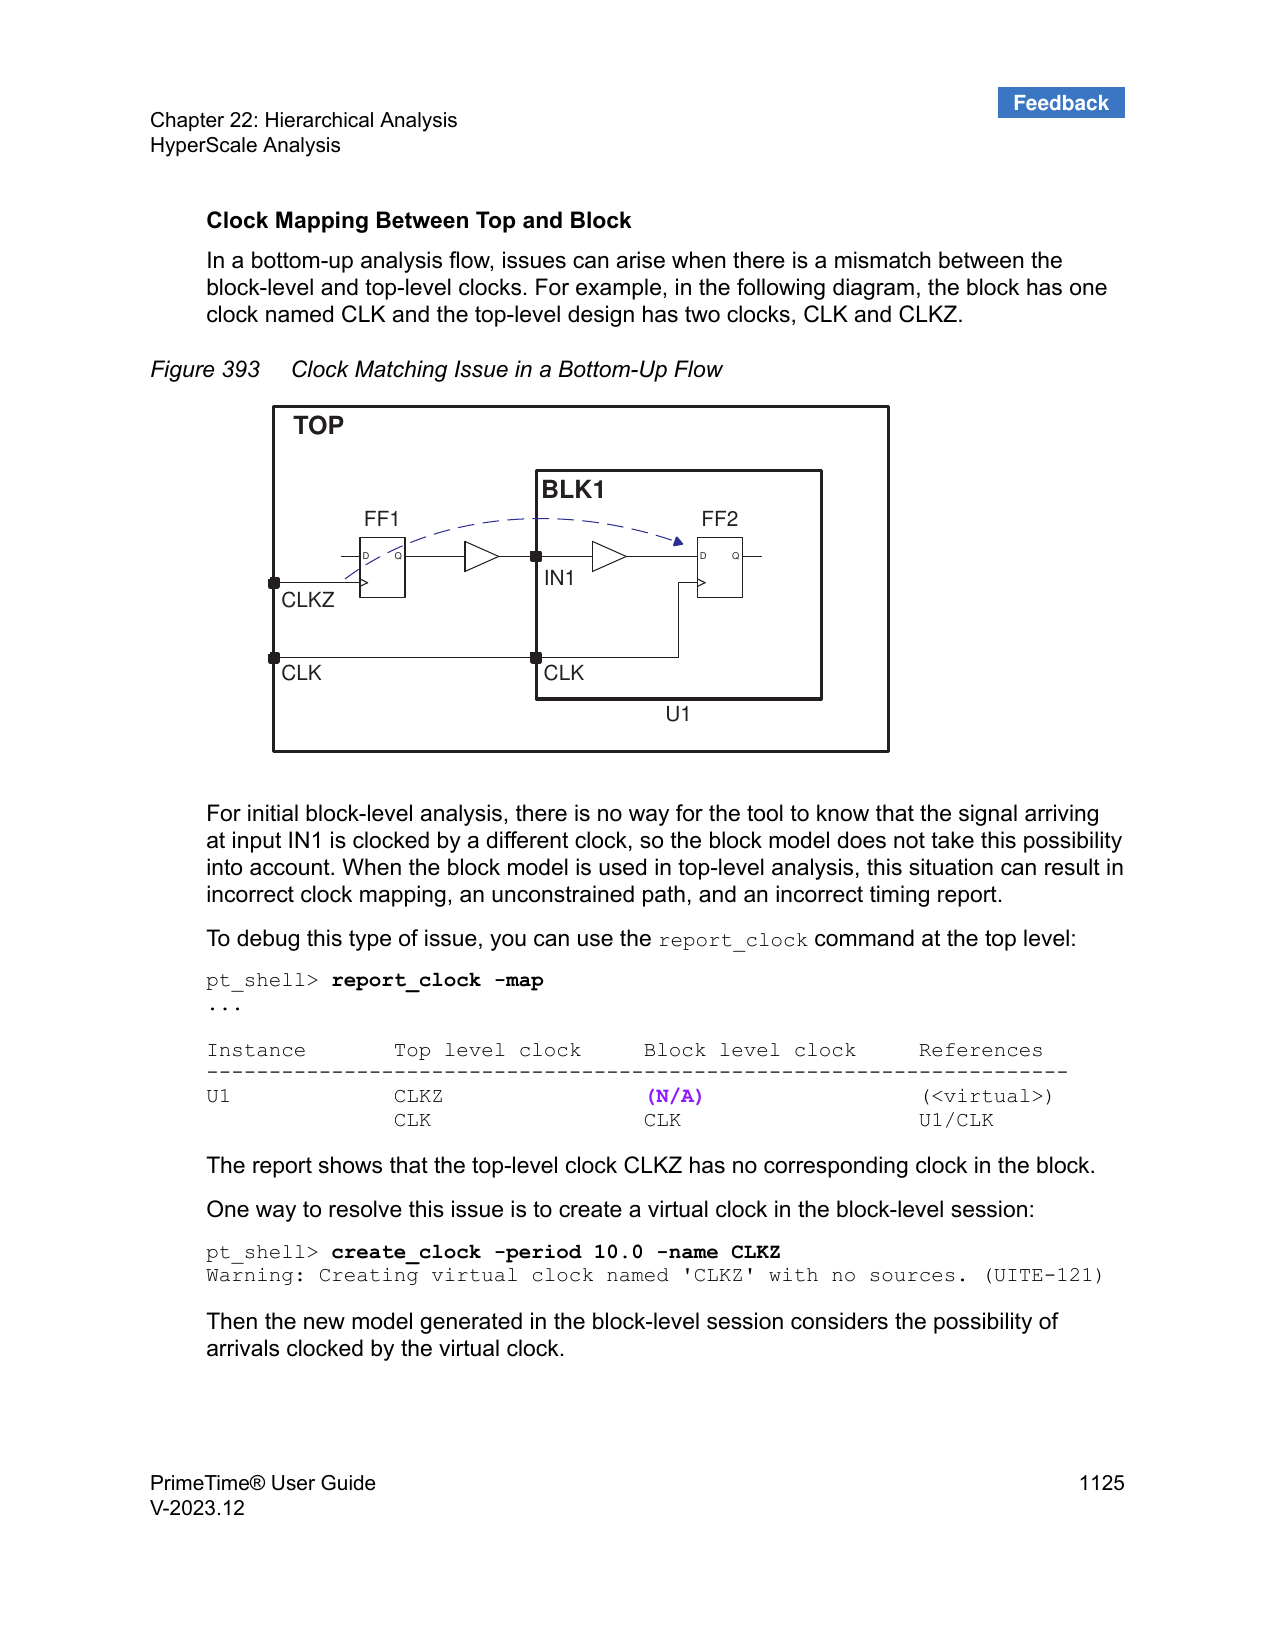 Feedback
Chapter 22: Hierarchical Analysis
HyperScale Analysis
Clock Mapping Between Top and Block
In a bottom-up analysis flow, issues can arise when there is a mismatch between the
block-level and top-level clocks. For example, in the following diagram, the block has one
clock named CLK and the top-level design has two clocks, CLK and CLKZ.
Figure 393 Clock Matching Issue in a Bottom-Up Flow
TOP
BLK1
FF1
FF2
D Q
D Q
IN1
CLKZ
CLK
CLK
U1
For initial block-level analysis, there is no way for the tool to know that the signal arriving
at input IN1 is clocked by a different clock, so the block model does not take this possibility
into account. When the block model is used in top-level analysis, this situation can result in
incorrect clock mapping, an unconstrained path, and an incorrect timing report.
To debug this type of issue, you can use the report_clock command at the top level:
pt_shell> report_clock -map
...
Instance Top level clock Block level clock References
---------------------------------------------------------------------
U1 CLKZ (N/A) (<virtual>)
CLK CLK U1/CLK
The report shows that the top-level clock CLKZ has no corresponding clock in the block.
One way to resolve this issue is to create a virtual clock in the block-level session:
pt_shell> create_clock -period 10.0 -name CLKZ
Warning: Creating virtual clock named 'CLKZ' with no sources. (UITE-121)
Then the new model generated in the block-level session considers the possibility of
arrivals clocked by the virtual clock.
PrimeTime® User Guide 1125
V-2023.12